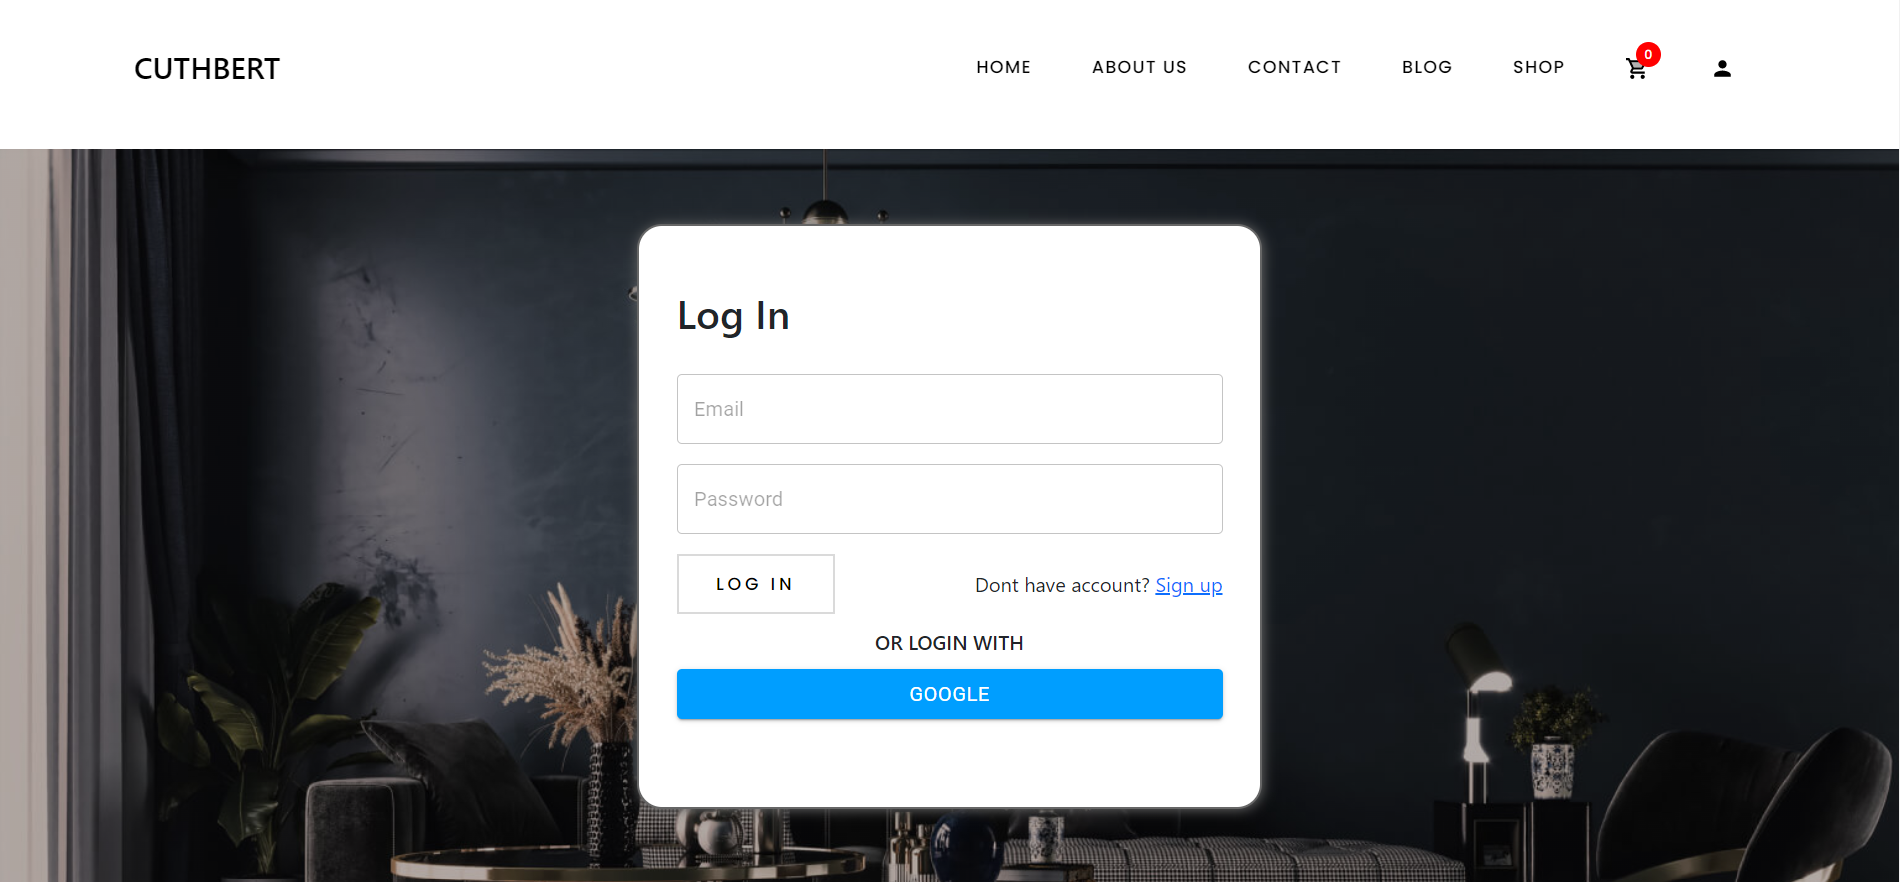 CUTHBERT
HOME ABOUT US CONTACT BLOG SHOP 0
Log In
Email
Password
LOG IN
Dont have account? Sign up
OR LOGIN WITH
GOOGLE